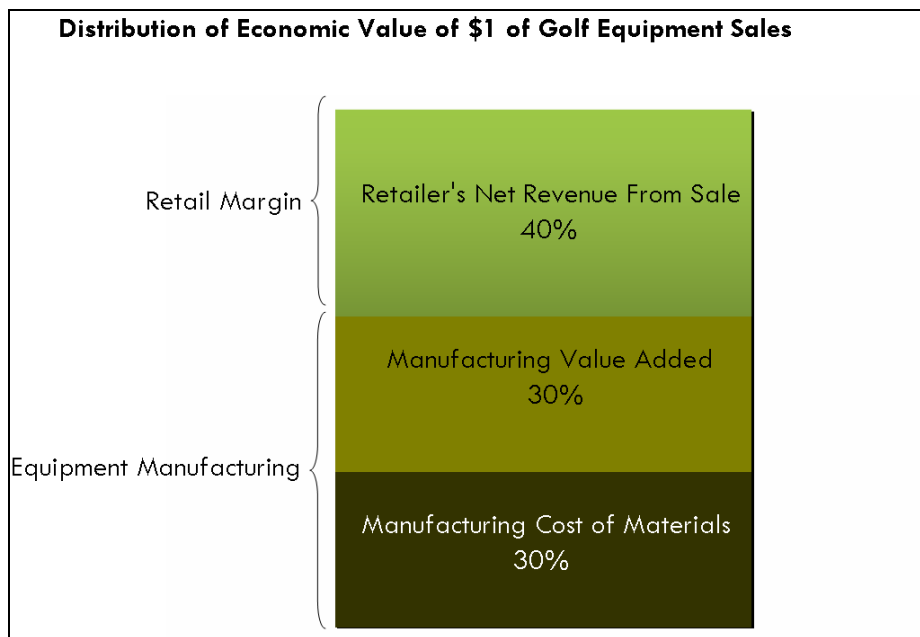 Distribution of Economic Value of $1 of Golf Equipment Sales
Retail Margin
Retailer's Net Revenue From Sale
40%
Manufacturing Value Added
30%
Equipment Manufacturing
Manufacturing Cost of Materials
30%